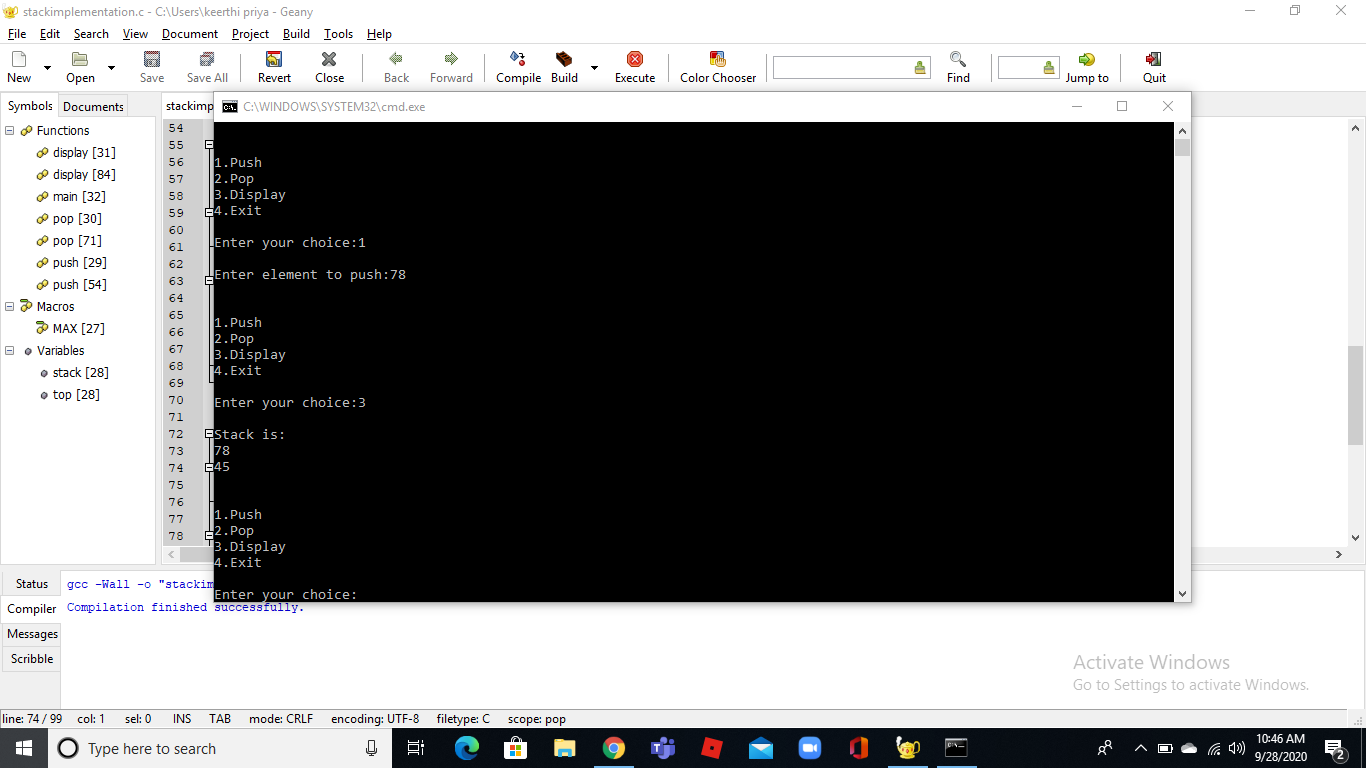 stackimplementation.c - C:\Users\keerthi priya - Geany
File Edit Search View Document Project Build Tools Help
New Open Save Save All Revert Close Back Forward Compile Build Execute Color Chooser Find Jump to Quit
Symbols Documents
Functions
display [31]
display [84]
main [32]
pop [30]
pop [71]
push [29]
push [54]
Macros
MAX [27]
Variables
stack [28]
top [28]
stackimp
54
55
56
57
58
59
60
61
62
63
64
65
66
67
68
69
70
71
72
73
74
75
76
77
78
C:\WINDOWS\SYSTEM32\cmd.exe
1.Push
2.Pop
3.Display
4.Exit
Enter your choice:1
Enter element to push:78
1.Push
2.Pop
3.Display
4.Exit
Enter your choice:3
Stack is:
78
45
1.Push
2.Pop
3.Display
4.Exit
Enter your choice:
Status
Compiler
Messages
Scribble
gcc -Wall -o "stackim
Compilation finished successfully.
Activate Windows
Go to Settings to activate Windows.
line: 74 / 99 col: 1 sel: 0 INS TAB mode: CRLF encoding: UTF-8 filetype: C scope: pop
Type here to search
10:46 AM
9/28/2020
2